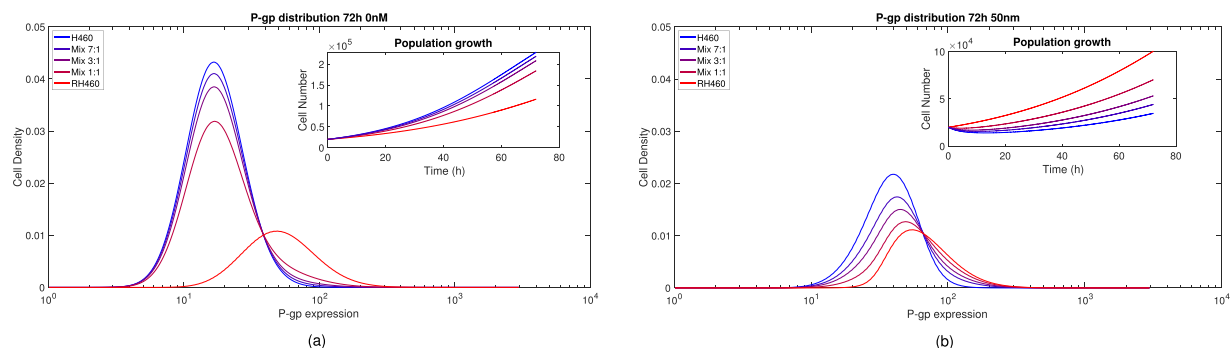 P-gp distribution 72h 0nM
0.05
0.04
0.03
0.02
0.01
0
Cell Density
H460
Mix 7:1
Mix 3:1
Mix 1:1
RH460
Population growth
×10^5
2
1.5
1
0.5
0
Cell Number
0 20 40 60 80
Time (h)
10^0 10^1 10^2 10^3 10^4
P-gp expression
(a)
P-gp distribution 72h 50nm
0.05
0.04
0.03
0.02
0.01
0
Cell Density
H460
Mix 7:1
Mix 3:1
Mix 1:1
RH460
Population growth
×10^4
10
5
0
Cell Number
0 20 40 60 80
Time (h)
10^0 10^1 10^2 10^3 10^4
P-gp expression
(b)